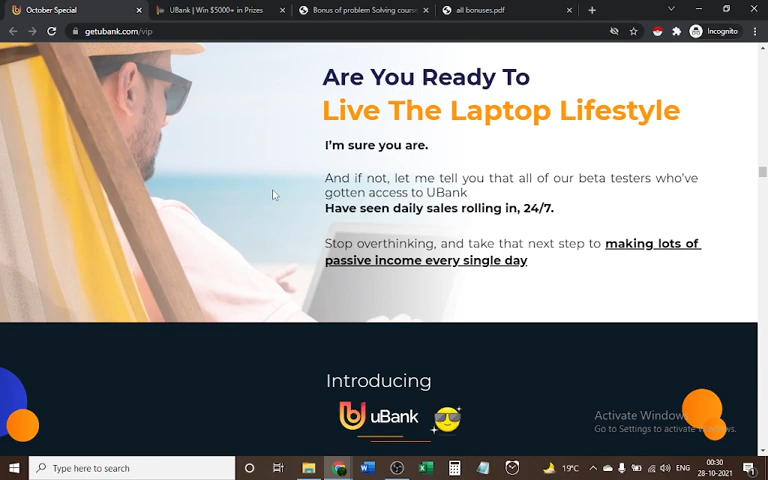 October Special
UBank | Win $5000+ in Prizes
Bonus of problem Solving course
all bonuses.pdf
getubank.com/vip
Incognito
Are You Ready To
Live The Laptop Lifestyle
I'm sure you are.
And if not, let me tell you that all of our beta testers who've
gotten access to UBank
Have seen daily sales rolling in, 24/7.
Stop overthinking, and take that next step to making lots of
passive income every single day
Introducing
uBank
Activate Windows
Go to Settings to activate Windows.
Type here to search
19°C
ENG
00:30
28-10-2021